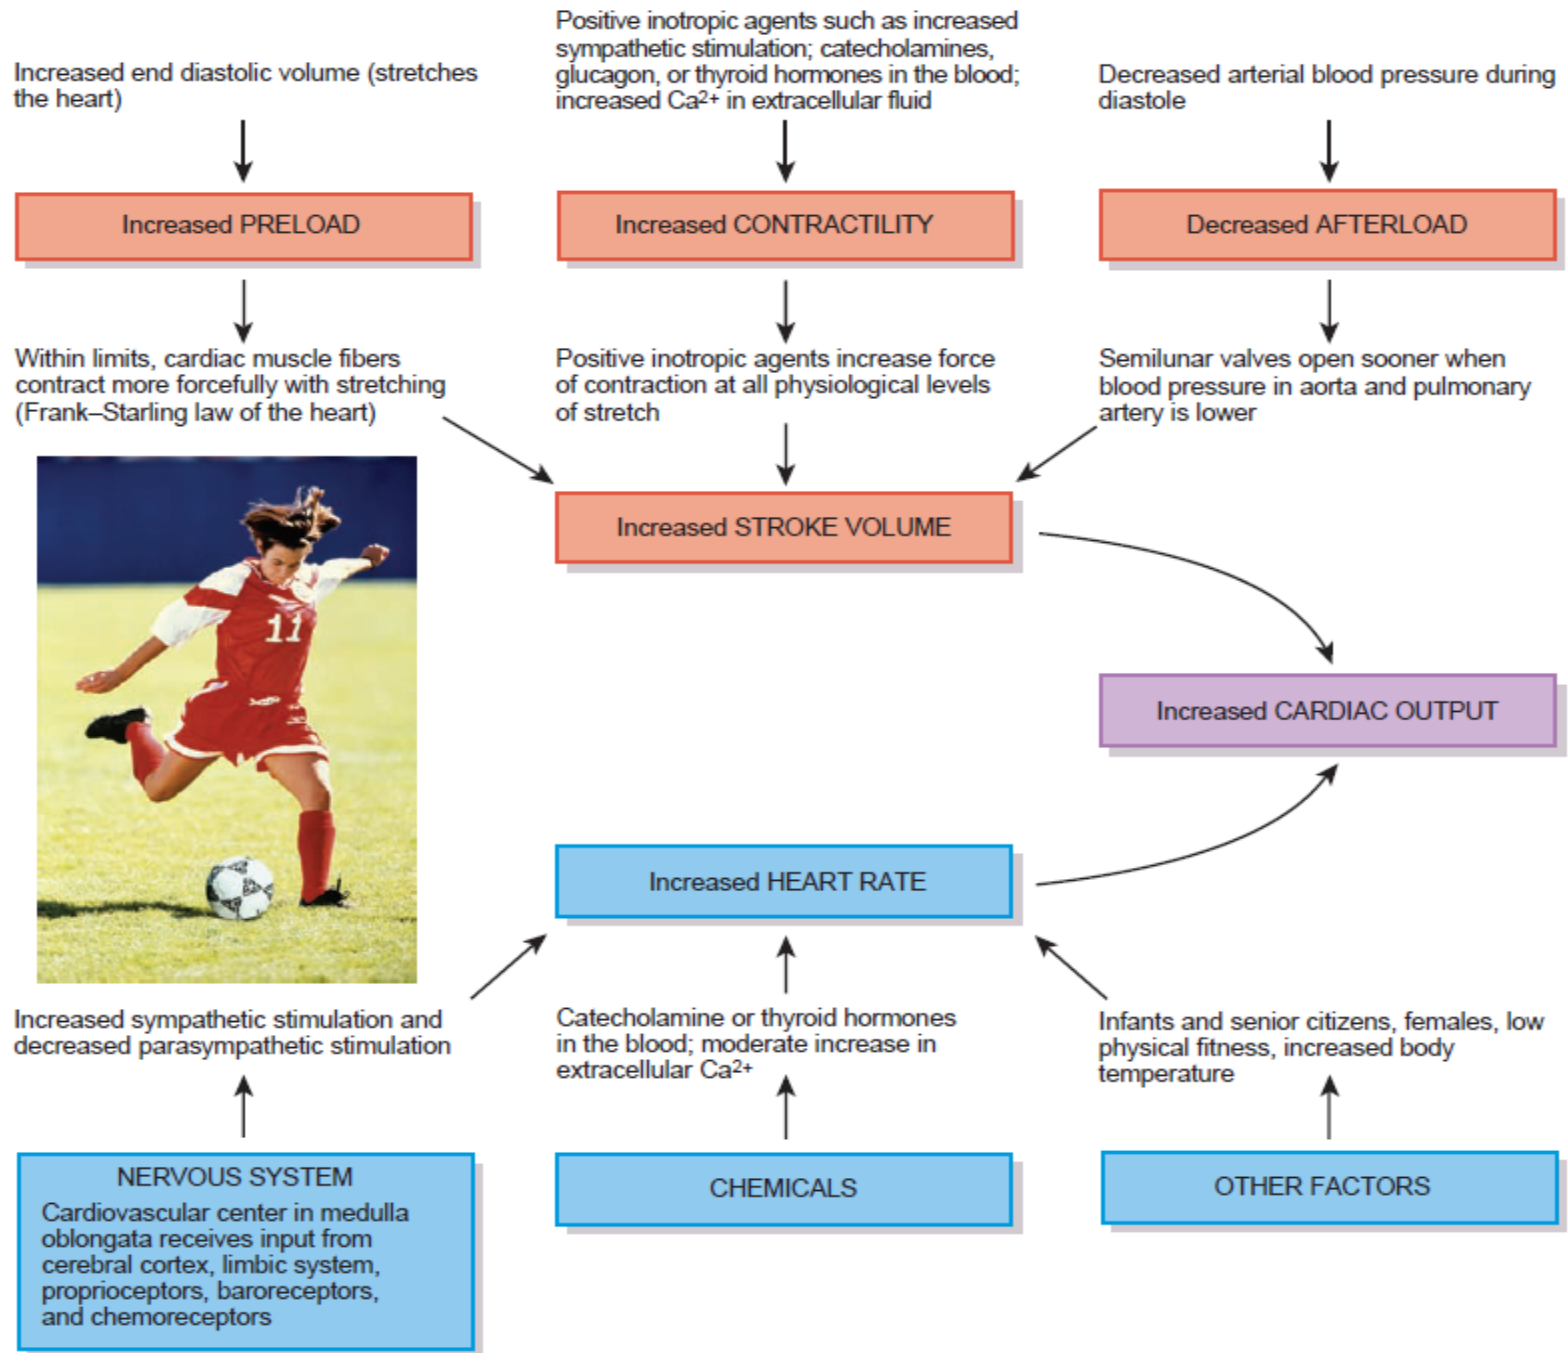 Increased end diastolic volume (stretches
the heart)
Positive inotropic agents such as increased
sympathetic stimulation; catecholamines,
glucagon, or thyroid hormones in the blood;
increased Ca²⁺ in extracellular fluid
Decreased arterial blood pressure during
diastole
Increased PRELOAD
Increased CONTRACTILITY
Decreased AFTERLOAD
Within limits, cardiac muscle fibers
contract more forcefully with stretching
(Frank–Starling law of the heart)
Positive inotropic agents increase force
of contraction at all physiological levels
of stretch
Semilunar valves open sooner when
blood pressure in aorta and pulmonary
artery is lower
Increased STROKE VOLUME
11
Increased CARDIAC OUTPUT
Increased HEART RATE
Increased sympathetic stimulation and
decreased parasympathetic stimulation
Catecholamine or thyroid hormones
in the blood; moderate increase in
extracellular Ca²⁺
Infants and senior citizens, females, low
physical fitness, increased body
temperature
NERVOUS SYSTEM
Cardiovascular center in medulla
oblongata receives input from
cerebral cortex, limbic system,
proprioceptors, baroreceptors,
and chemoreceptors
CHEMICALS
OTHER FACTORS